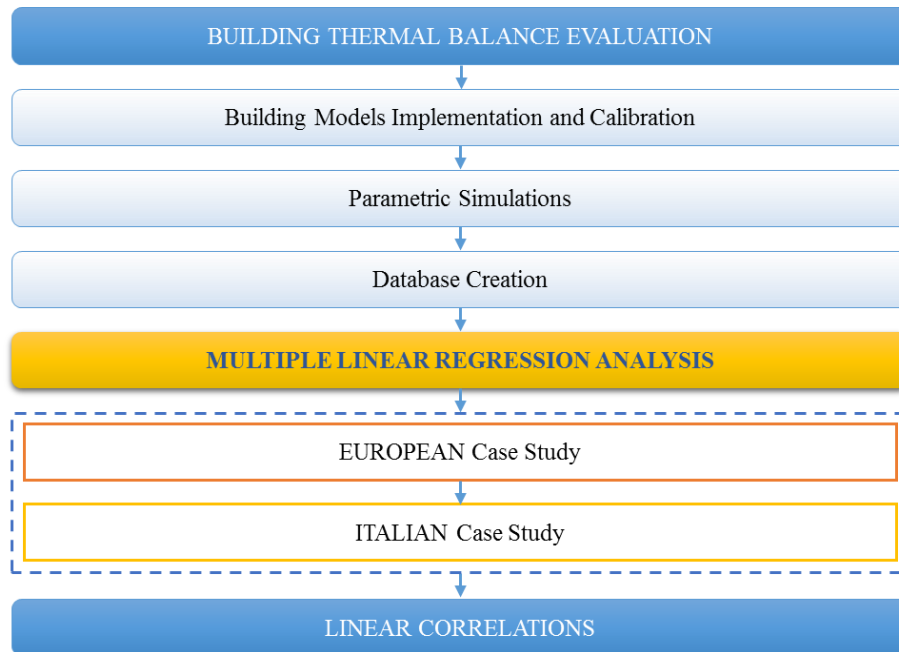 BUILDING THERMAL BALANCE EVALUATION
Building Models Implementation and Calibration
Parametric Simulations
Database Creation
MULTIPLE LINEAR REGRESSION ANALYSIS
EUROPEAN Case Study
ITALIAN Case Study
LINEAR CORRELATIONS